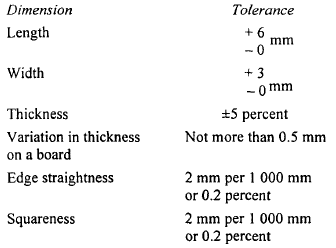 Dimension Tolerance
Length + 6
– 0 mm
Width + 3
– 0 mm
Thickness ±5 percent
Variation in thickness Not more than 0.5 mm
on a board
Edge straightness 2 mm per 1 000 mm
or 0.2 percent
Squareness 2 mm per 1 000 mm
or 0.2 percent